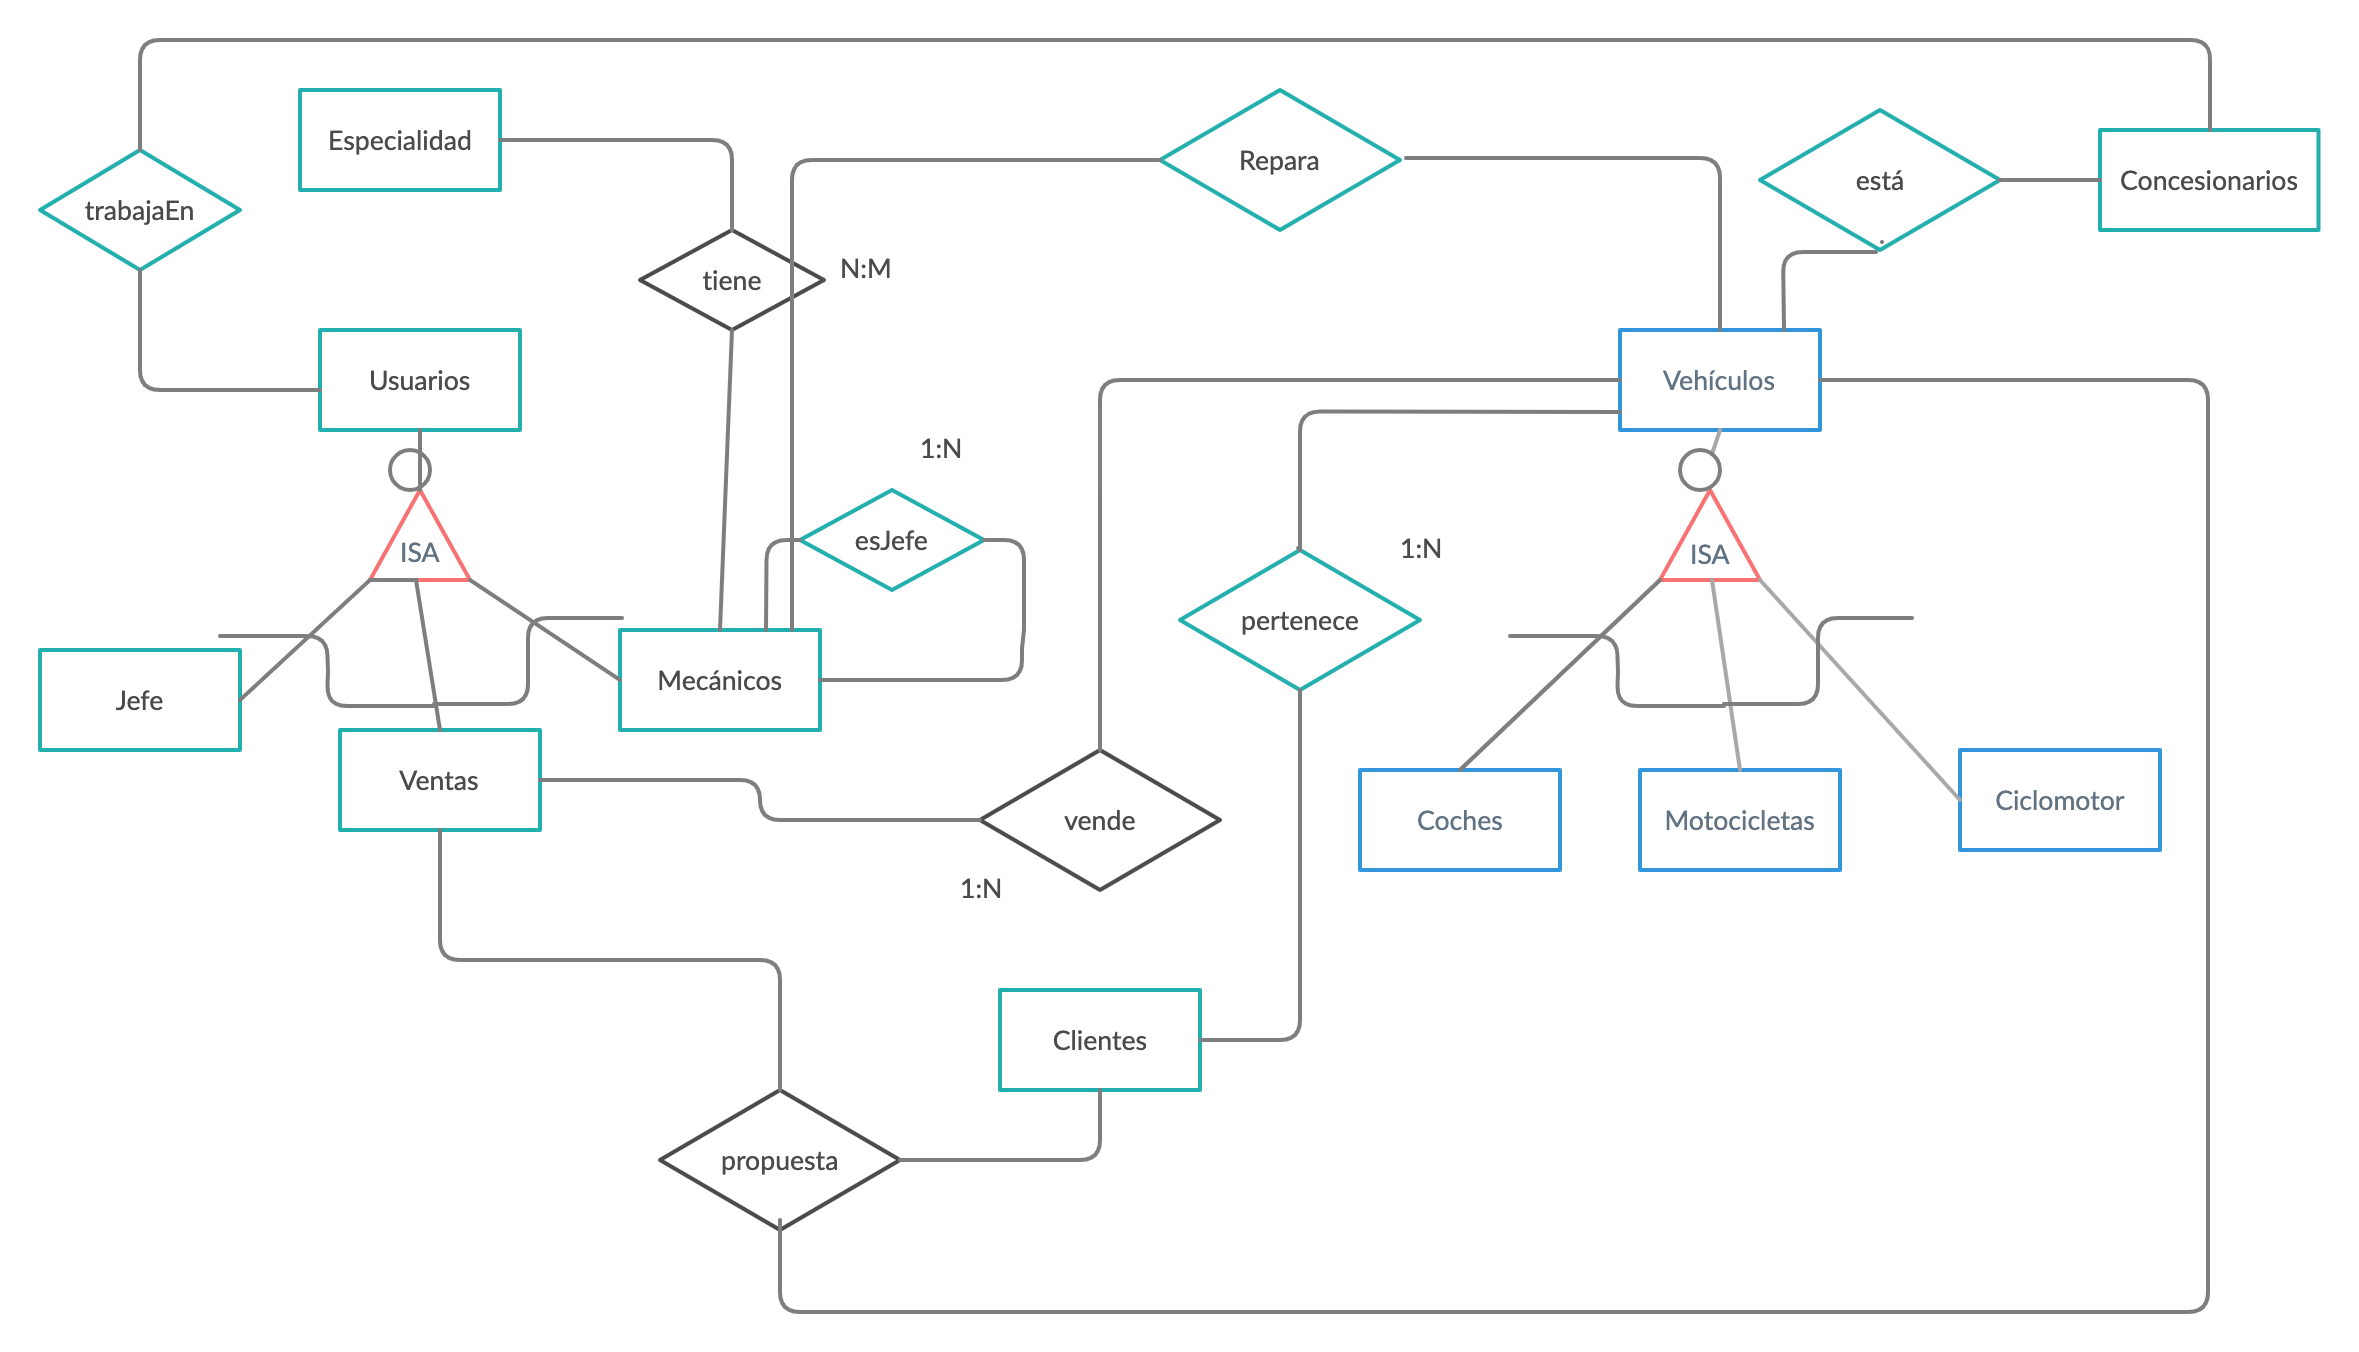 Especialidad
Repara
está
Concesionarios
trabajaEn
tiene
N:M
Usuarios
Vehículos
1:N
esJefe
ISA
1:N
ISA
pertenece
Jefe
Mecánicos
Ventas
vende
Coches
Motocicletas
Ciclomotor
1:N
Clientes
propuesta